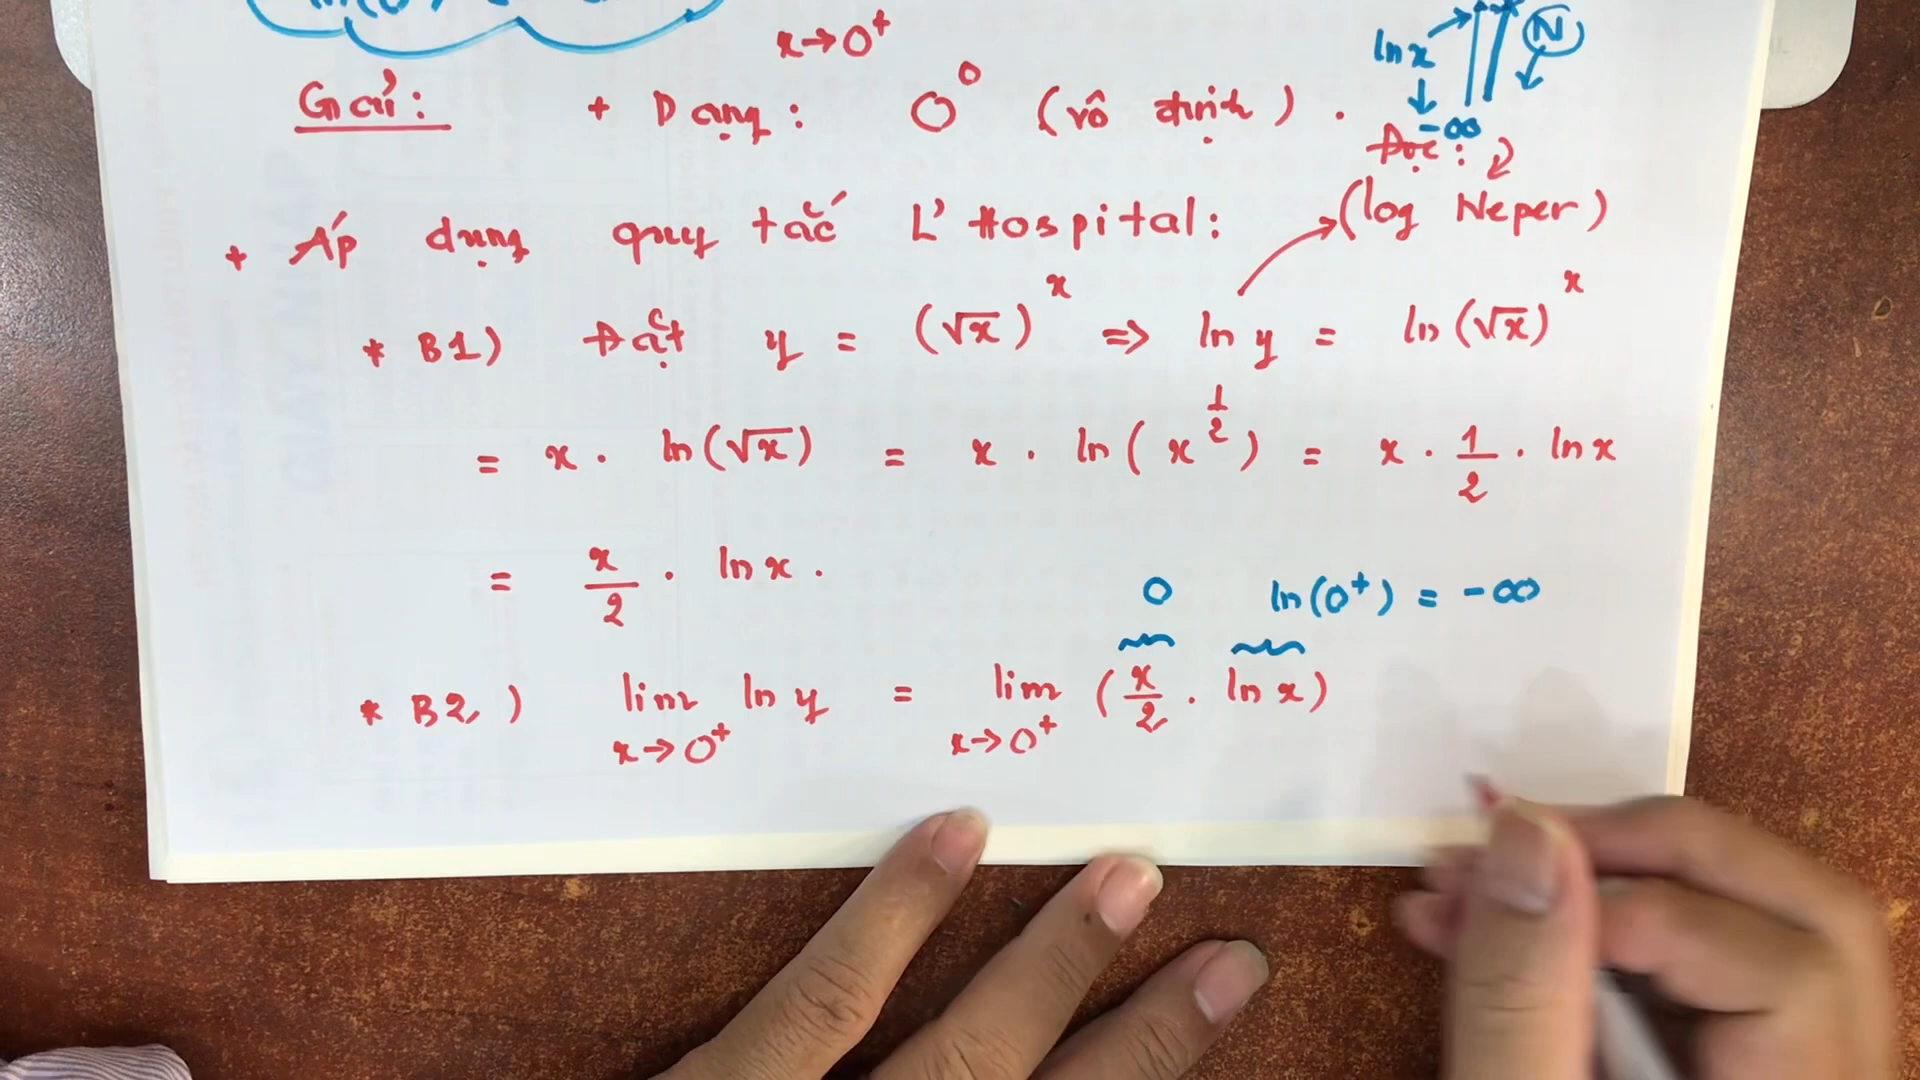 x→0⁺
Giải: + Dạng: 0⁰ (vô định).
ln x N
-∞
Đọc:
+ Áp dụng quy tắc L'Hospital: (log Neper)
* B1) Đặt y = (√x)ˣ ⇒ ln y = ln(√x)ˣ
= x · ln(√x) = x · ln(x^{1/2}) = x · 1/2 · ln x
= x/2 · ln x.
0 ln(0⁺) = -∞
* B2) lim ln y = lim (x/2 · ln x)
x→0⁺ x→0⁺